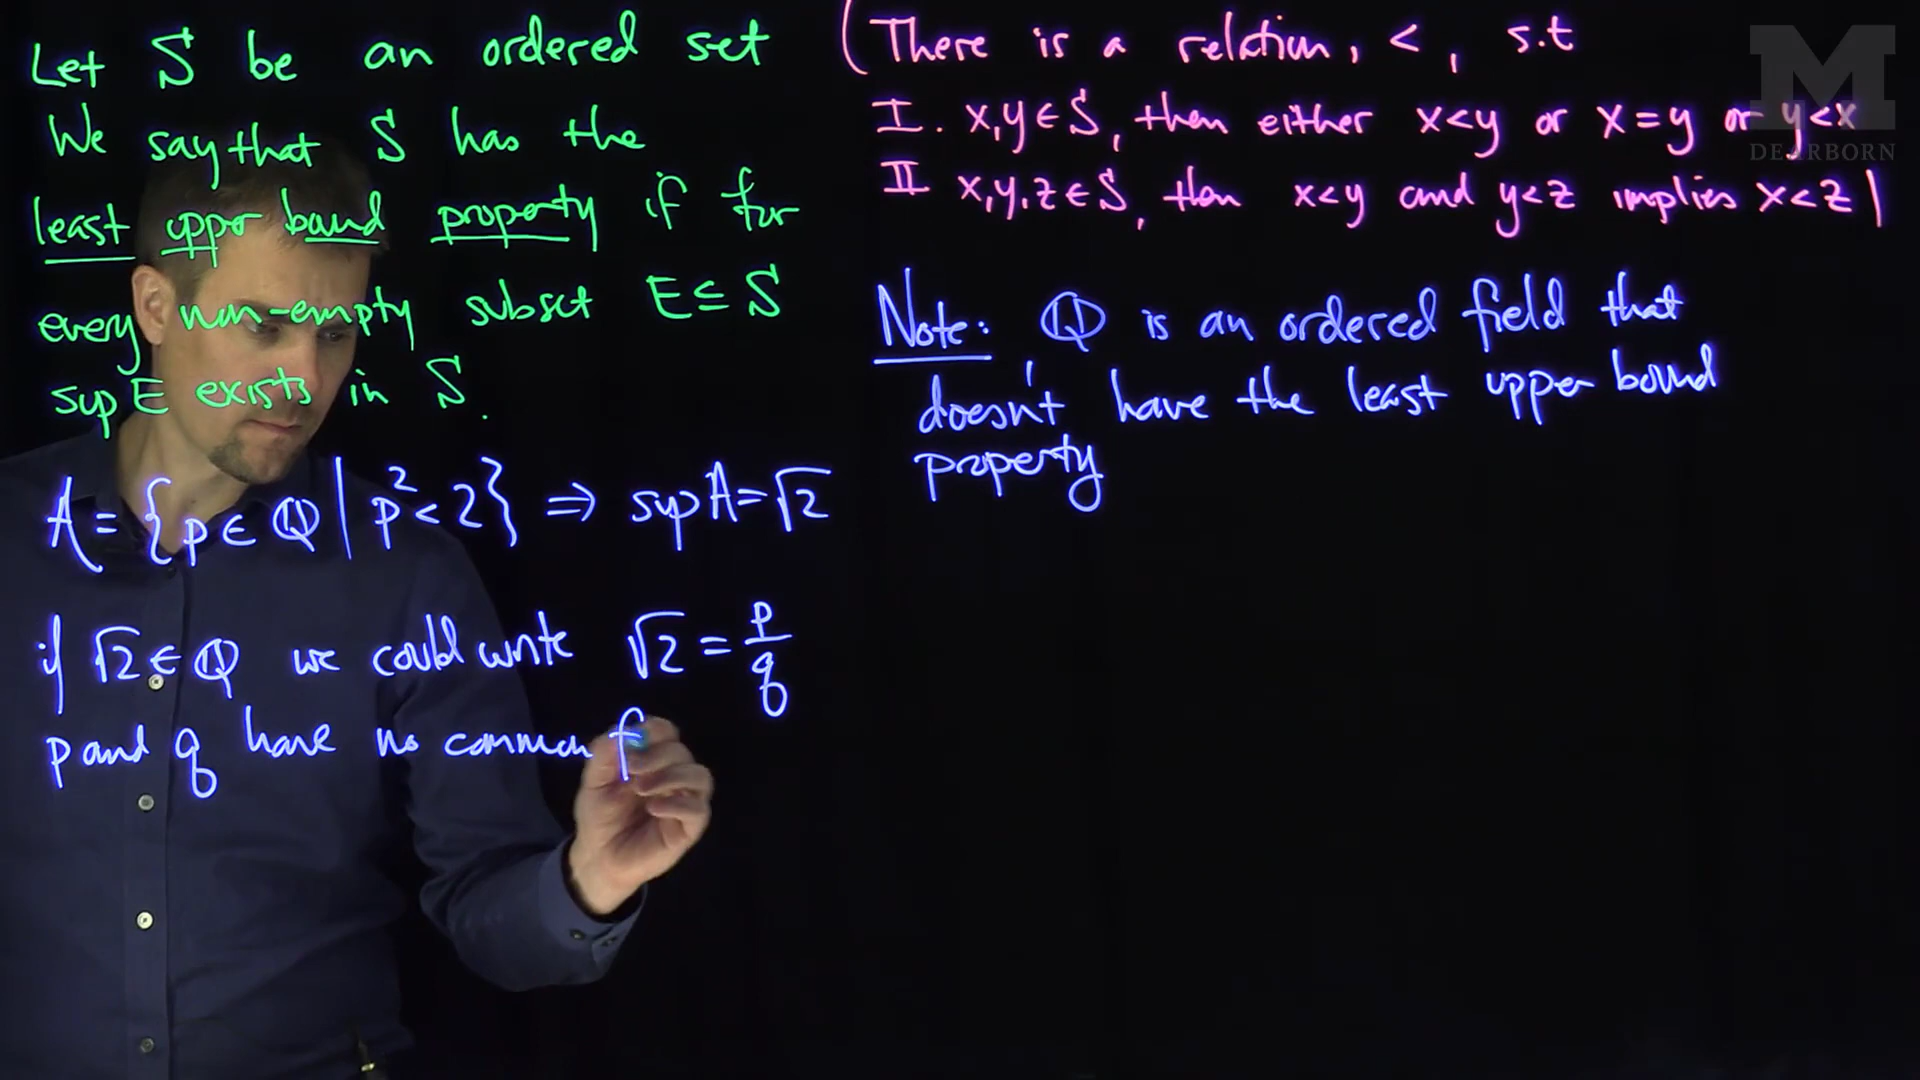 Let S be an ordered set
We say that S has the
least upper bound property if for
every non-empty subset E ⊆ S
sup E exists in S.
A = {p ∈ ℚ | p² < 2} ⇒ sup A = √2
if √2 ∈ ℚ we could write √2 = p/q
p and q have no common f
(There is a relation, <, s.t
I. x,y ∈ S, then either x<y or x=y or y<x
II x,y,z ∈ S, then x<y and y<z implies x<z)
Note: ℚ is an ordered field that
doesn't have the least upper bound
property
M
DEARBORN